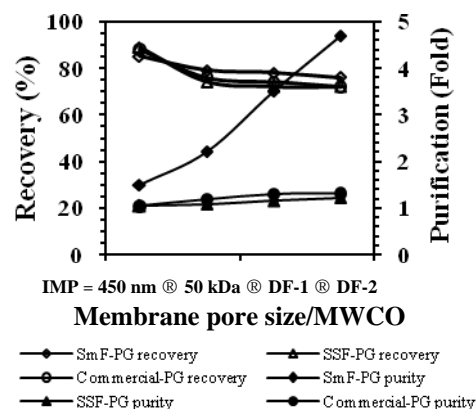 100
80
60
40
20
0
Recovery (%)
5
4
3
2
1
0
Purification (Fold)
IMP = 450 nm ® 50 kDa ® DF-1 ® DF-2
Membrane pore size/MWCO
SmF-PG recovery
SSF-PG recovery
Commercial-PG recovery
SmF-PG purity
SSF-PG purity
Commercial-PG purity